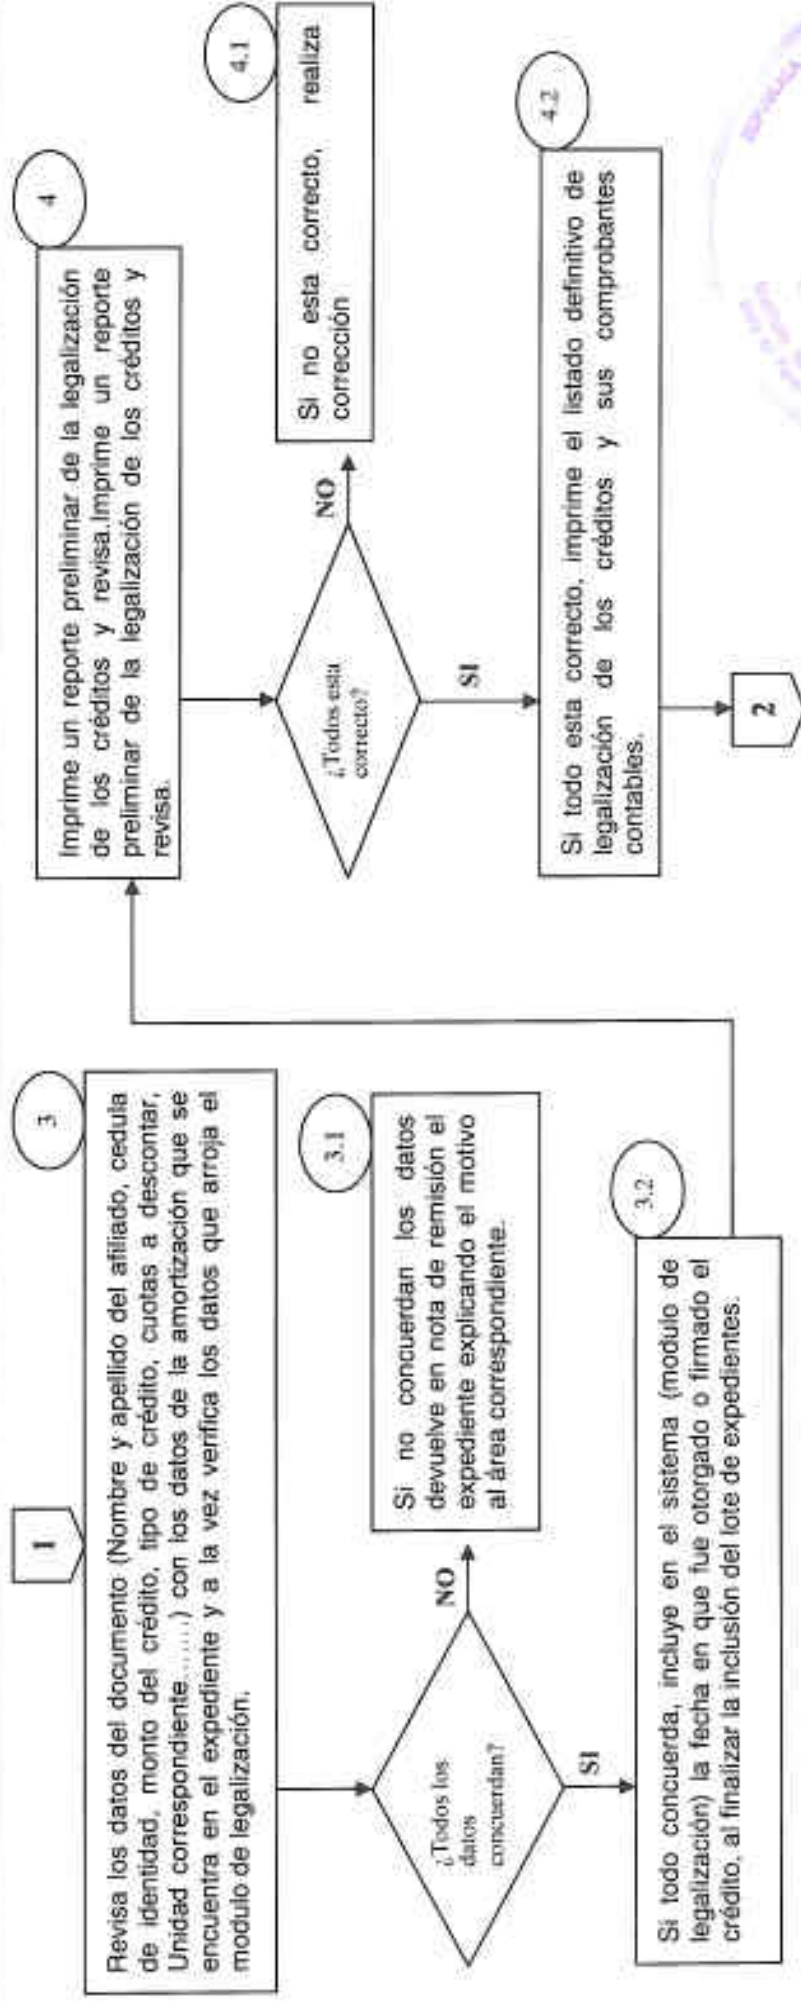 1
3
Revisa los datos del documento (Nombre y apellido del afiliado, cedula
de identidad, monto del crédito, tipo de crédito, cuotas a descontar,
Unidad correspondiente.......) con los datos de la amortización que se
encuentra en el expediente y a la vez verifica los datos que arroja el
modulo de legalización.
¿Todos los
datos
concuerdan?
NO
3.1
Si no concuerdan los datos
devuelve en nota de remisión el
expediente explicando el motivo
al área correspondiente.
SI
3.2
Si todo concuerda, incluye en el sistema (modulo de
legalización) la fecha en que fue otorgado o firmado el
crédito, al finalizar la inclusión del lote de expedientes.
4
Imprime un reporte preliminar de la legalización
de los créditos y revisa.Imprime un reporte
preliminar de la legalización de los créditos y
revisa.
¿Todos esta
correcto?
NO
4.1
Si no esta correcto, realiza
corrección
SI
4.2
Si todo esta correcto, imprime el listado definitivo de
legalización de los créditos y sus comprobantes
contables.
2